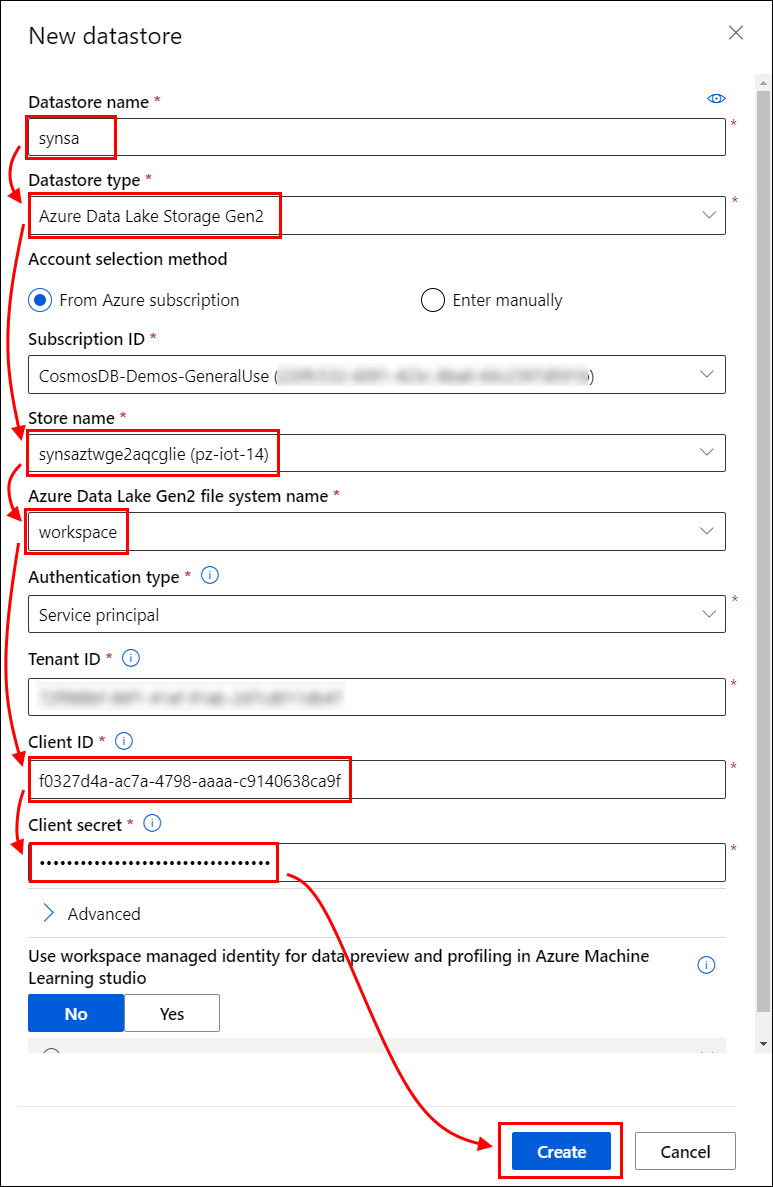 New datastore
Datastore name *
synsa *
Datastore type *
Azure Data Lake Storage Gen2 *
Account selection method
From Azure subscription Enter manually
Subscription ID *
CosmosDB-Demos-GeneralUse ( )
Store name *
synsaztwge2aqcglie (pz-iot-14)
Azure Data Lake Gen2 file system name *
workspace
Authentication type *
Service principal *
Tenant ID *
*
Client ID *
f0327d4a-ac7a-4798-aaaa-c9140638ca9f *
Client secret *
•••••••••••••••••••••••••••••••••• *
Advanced
Use workspace managed identity for data preview and profiling in Azure Machine
Learning studio
No Yes
Create Cancel